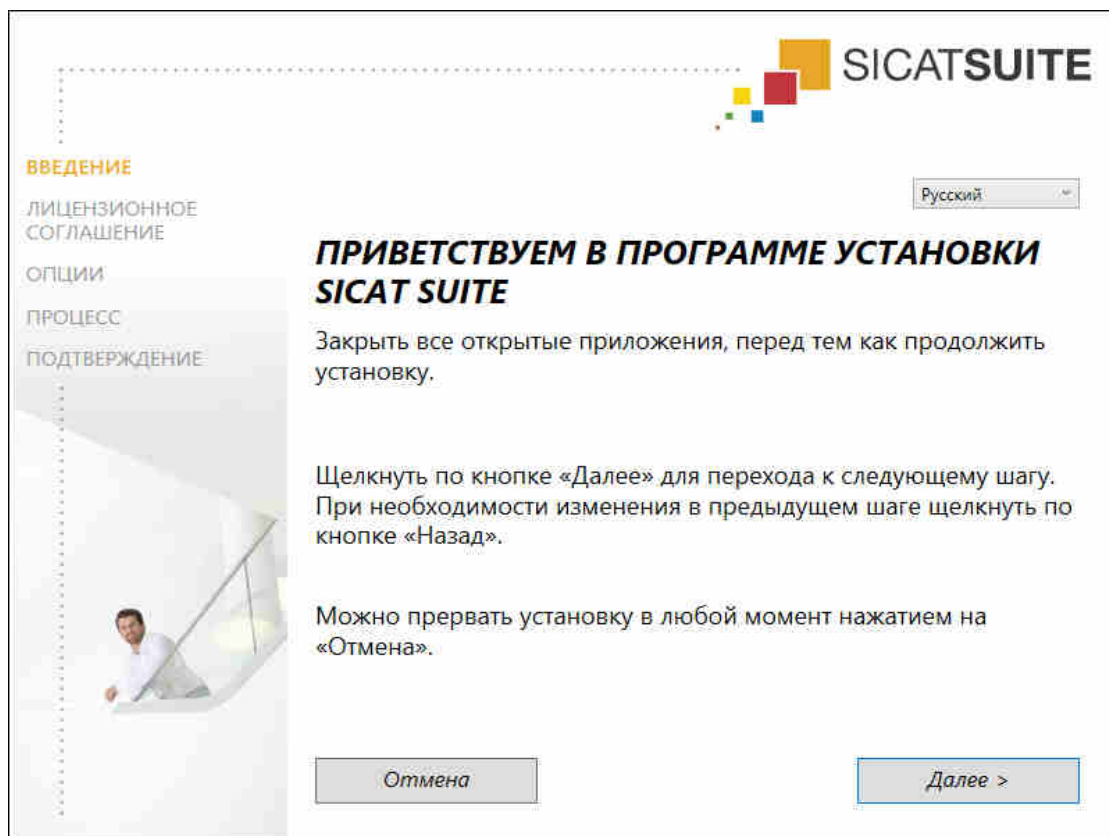 SICATSUITE
ВВЕДЕНИЕ
ЛИЦЕНЗИОННОЕ
СОГЛАШЕНИЕ
ОПЦИИ
ПРОЦЕСС
ПОДТВЕРЖДЕНИЕ
Русский
ПРИВЕТСТВУЕМ В ПРОГРАММЕ УСТАНОВКИ
SICAT SUITE
Закрыть все открытые приложения, перед тем как продолжить
установку.
Щелкнуть по кнопке «Далее» для перехода к следующему шагу.
При необходимости изменения в предыдущем шаге щелкнуть по
кнопке «Назад».
Можно прервать установку в любой момент нажатием на
«Отмена».
Отмена
Далее >